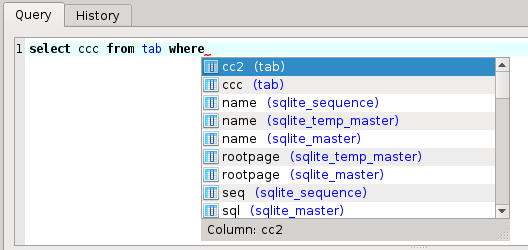 Query History
1 select ccc from tab where
cc2 (tab)
ccc (tab)
name (sqlite_sequence)
name (sqlite_temp_master)
name (sqlite_master)
rootpage (sqlite_temp_master)
rootpage (sqlite_master)
seq (sqlite_sequence)
sql (sqlite_master)
Column: cc2